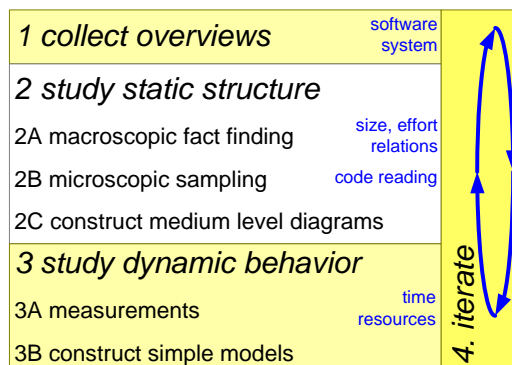 1 collect overviews
software
system
2 study static structure
2A macroscopic fact finding
size, effort
relations
2B microscopic sampling
code reading
2C construct medium level diagrams
3 study dynamic behavior
3A measurements
time
resources
3B construct simple models
4. iterate